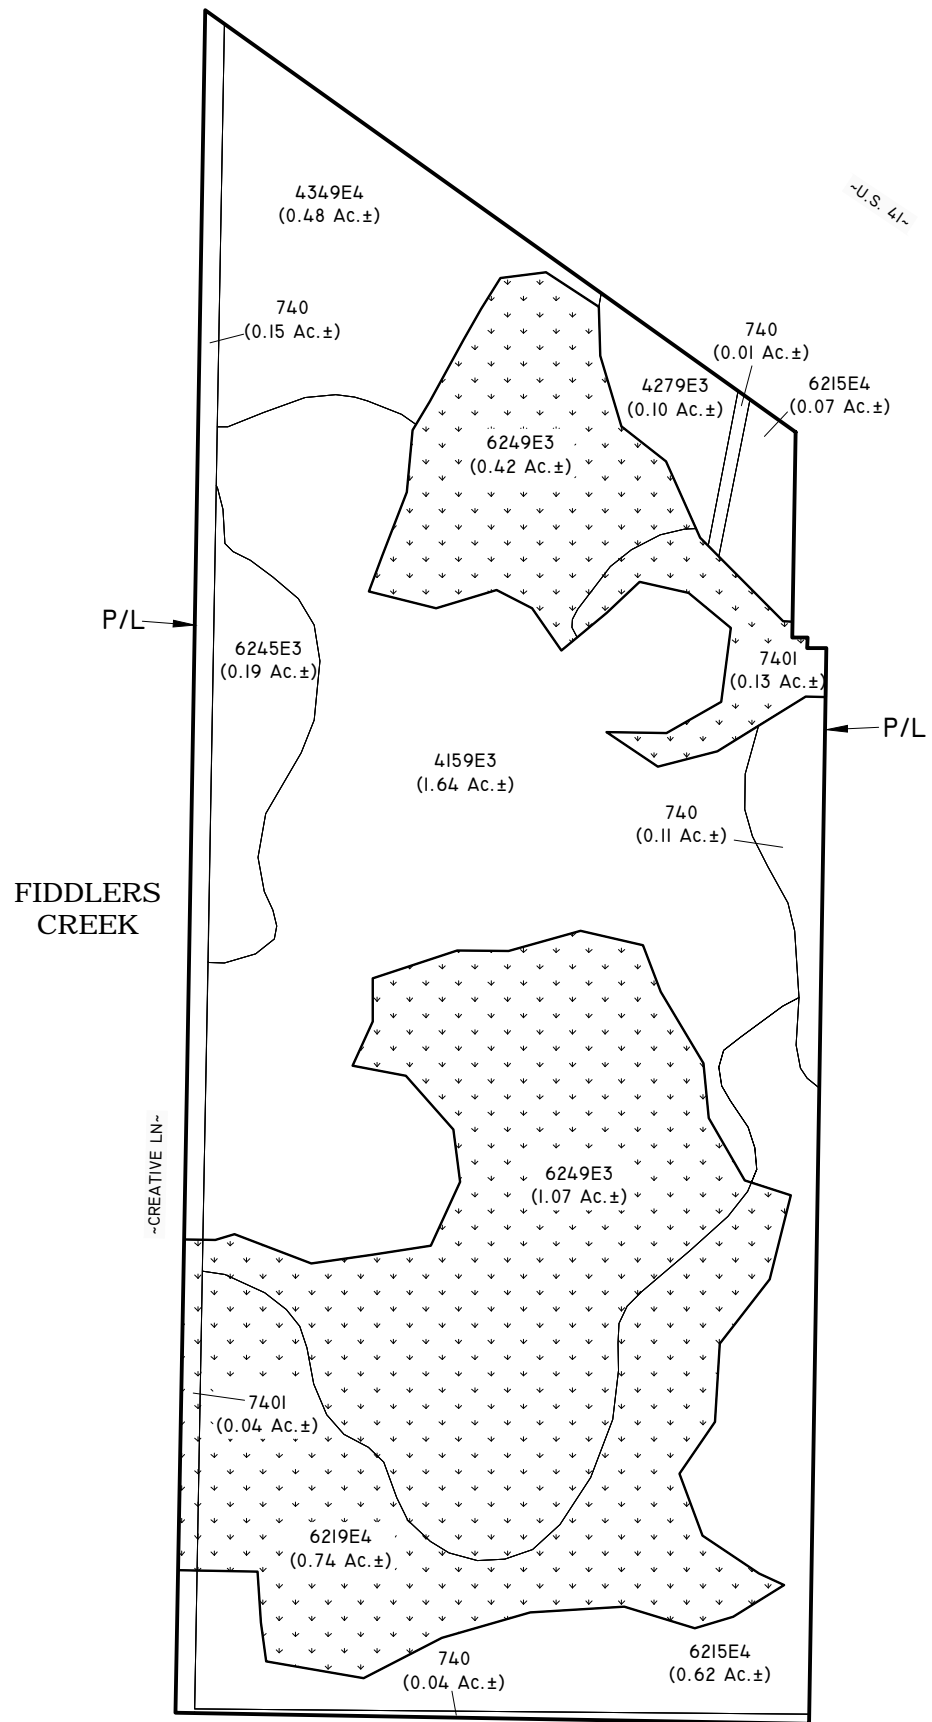 4349E4
(0.48 Ac.±)
~U.S. 41~
740
(0.15 Ac.±)
740
(0.01 Ac.±)
4279E3
(0.10 Ac.±)
6215E4
(0.07 Ac.±)
6249E3
(0.42 Ac.±)
P/L
6245E3
(0.19 Ac.±)
7401
(0.13 Ac.±)
P/L
4159E3
(1.64 Ac.±)
740
(0.11 Ac.±)
FIDDLERS
CREEK
~CREATIVE LN~
6249E3
(1.07 Ac.±)
7401
(0.04 Ac.±)
6219E4
(0.74 Ac.±)
740
(0.04 Ac.±)
6215E4
(0.62 Ac.±)